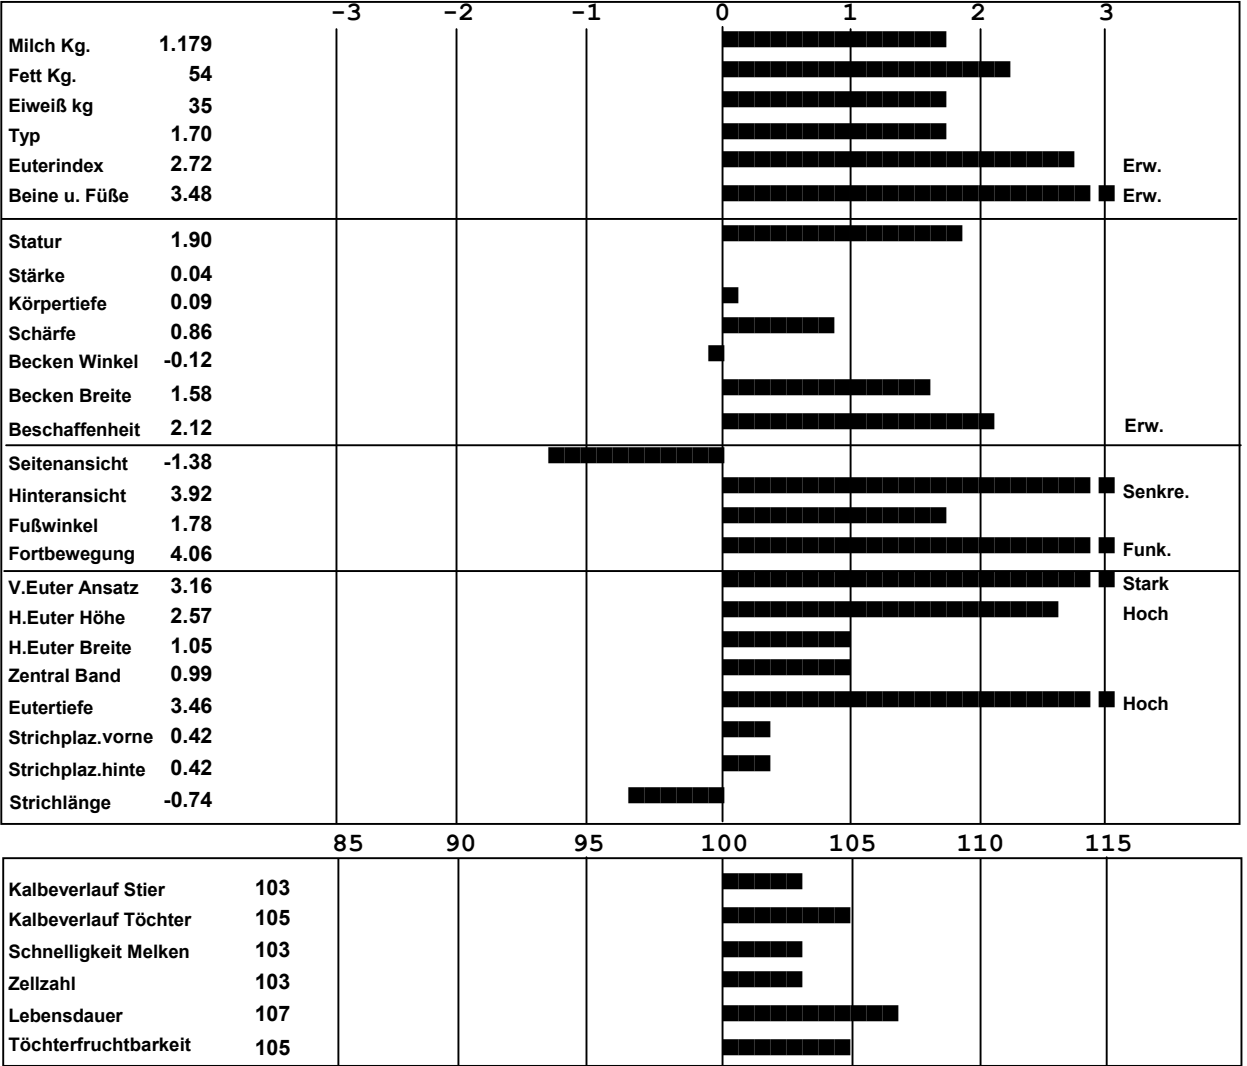 -3 -2 -1 0 1 2 3
Milch Kg. 1.179
Fett Kg. 54
Eiweiß kg 35
Typ 1.70
Euterindex 2.72 Erw.
Beine u. Füße 3.48 Erw.
Statur 1.90
Stärke 0.04
Körpertiefe 0.09
Schärfe 0.86
Becken Winkel -0.12
Becken Breite 1.58
Beschaffenheit 2.12 Erw.
Seitenansicht -1.38
Hinteransicht 3.92 Senkre.
Fußwinkel 1.78
Fortbewegung 4.06 Funk.
V.Euter Ansatz 3.16 Stark
H.Euter Höhe 2.57 Hoch
H.Euter Breite 1.05
Zentral Band 0.99
Eutertiefe 3.46 Hoch
Strichplaz.vorne 0.42
Strichplaz.hinte 0.42
Strichlänge -0.74
85 90 95 100 105 110 115
Kalbeverlauf Stier 103
Kalbeverlauf Töchter 105
Schnelligkeit Melken 103
Zellzahl 103
Lebensdauer 107
Töchterfruchtbarkeit 105